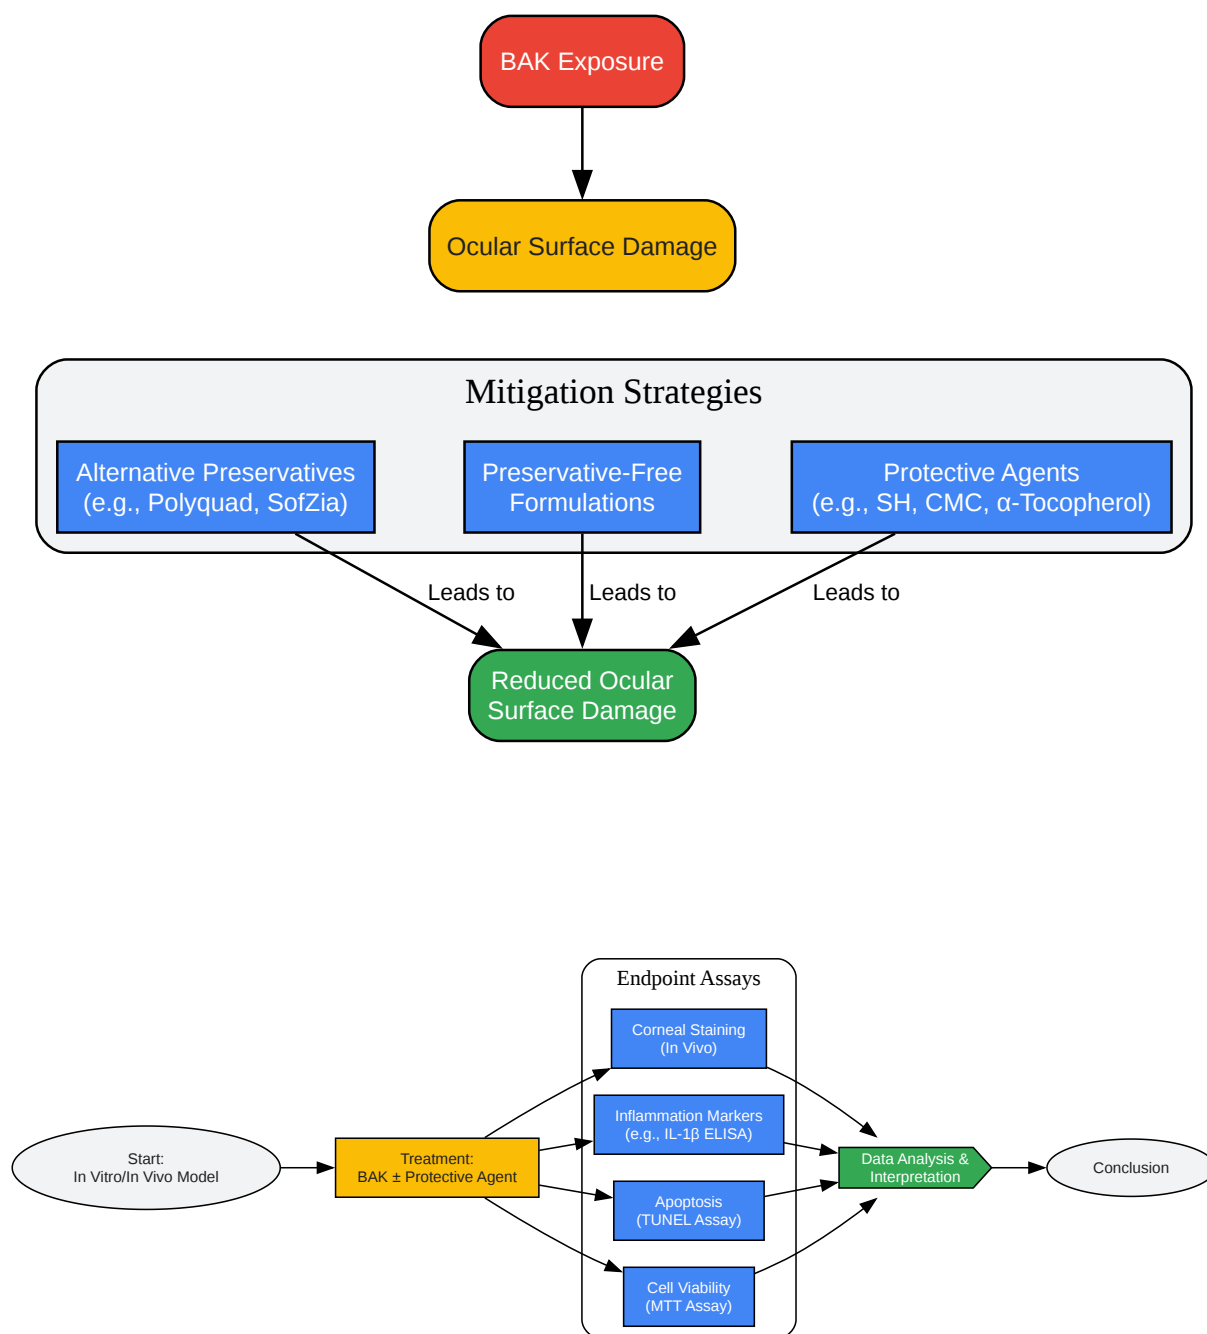 BAK Exposure
Ocular Surface Damage
Mitigation Strategies
Alternative Preservatives
(e.g., Polyquad, SofZia)
Preservative-Free
Formulations
Protective Agents
(e.g., SH, CMC, α-Tocopherol)
Leads to
Leads to
Leads to
Reduced Ocular
Surface Damage
Endpoint Assays
Corneal Staining
(In Vivo)
Inflammation Markers
(e.g., IL-1β ELISA)
Start:
In Vitro/In Vivo Model
Treatment:
BAK ± Protective Agent
Data Analysis &
Interpretation
Conclusion
Apoptosis
(TUNEL Assay)
Cell Viability
(MTT Assay)